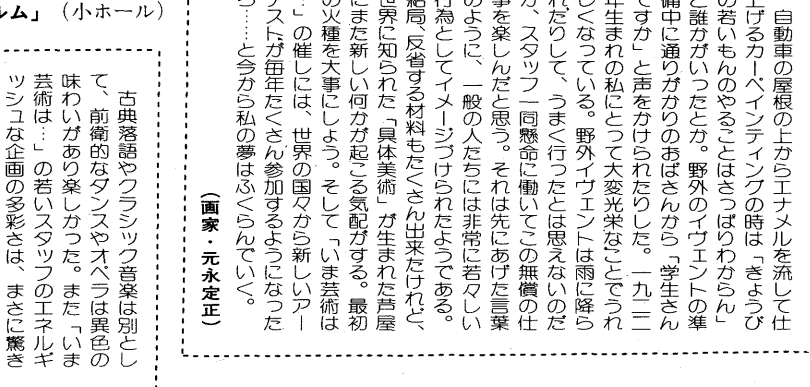 自動車の屋根の上からエナメルを流して仕
上げるカーペインティングの時は「きょうび
の若いもんのやることはさっぱりわからん」
と誰かがいったとか。野外のイヴェントの準
備中に通りがかりのおばさんから「学生さん
ですか」と声をかけられたりした。一九二二
年生まれの私にとって大変光栄なことでうれ
しくなっている。野外イヴェントは雨に降ら
れたりして、うまく行ったとは思えないのだ
が、スタッフ一同懸命に働いてこの無償の仕
事を楽しんだと思う。それは先にあげた言葉
のように、一般の人たちには非常に若々しい
行為としてイメージづけられたようである。
結局、反省する材料もたくさん出来たけれど、
世界に知られた「具体美術」が生まれた芦屋
にまた新しい何かが起こる気配がする。最初
の火種を大事にしよう。そして「いま芸術は
…」の催しには、世界の国々から新しいアー
チストが毎年たくさん参加するようになった
ら……と今から私の夢はふくらんでいく。
(画家・元永定正)
ルム」(小ホール)
古典落語やクラシック音楽は別とし
て、前衛的なダンスやオペラは異色の
味わいがあり楽しかった。また「いま
芸術は…」の若いスタッフのエネルギ
ッシュな企画の多彩さは、まさに驚き